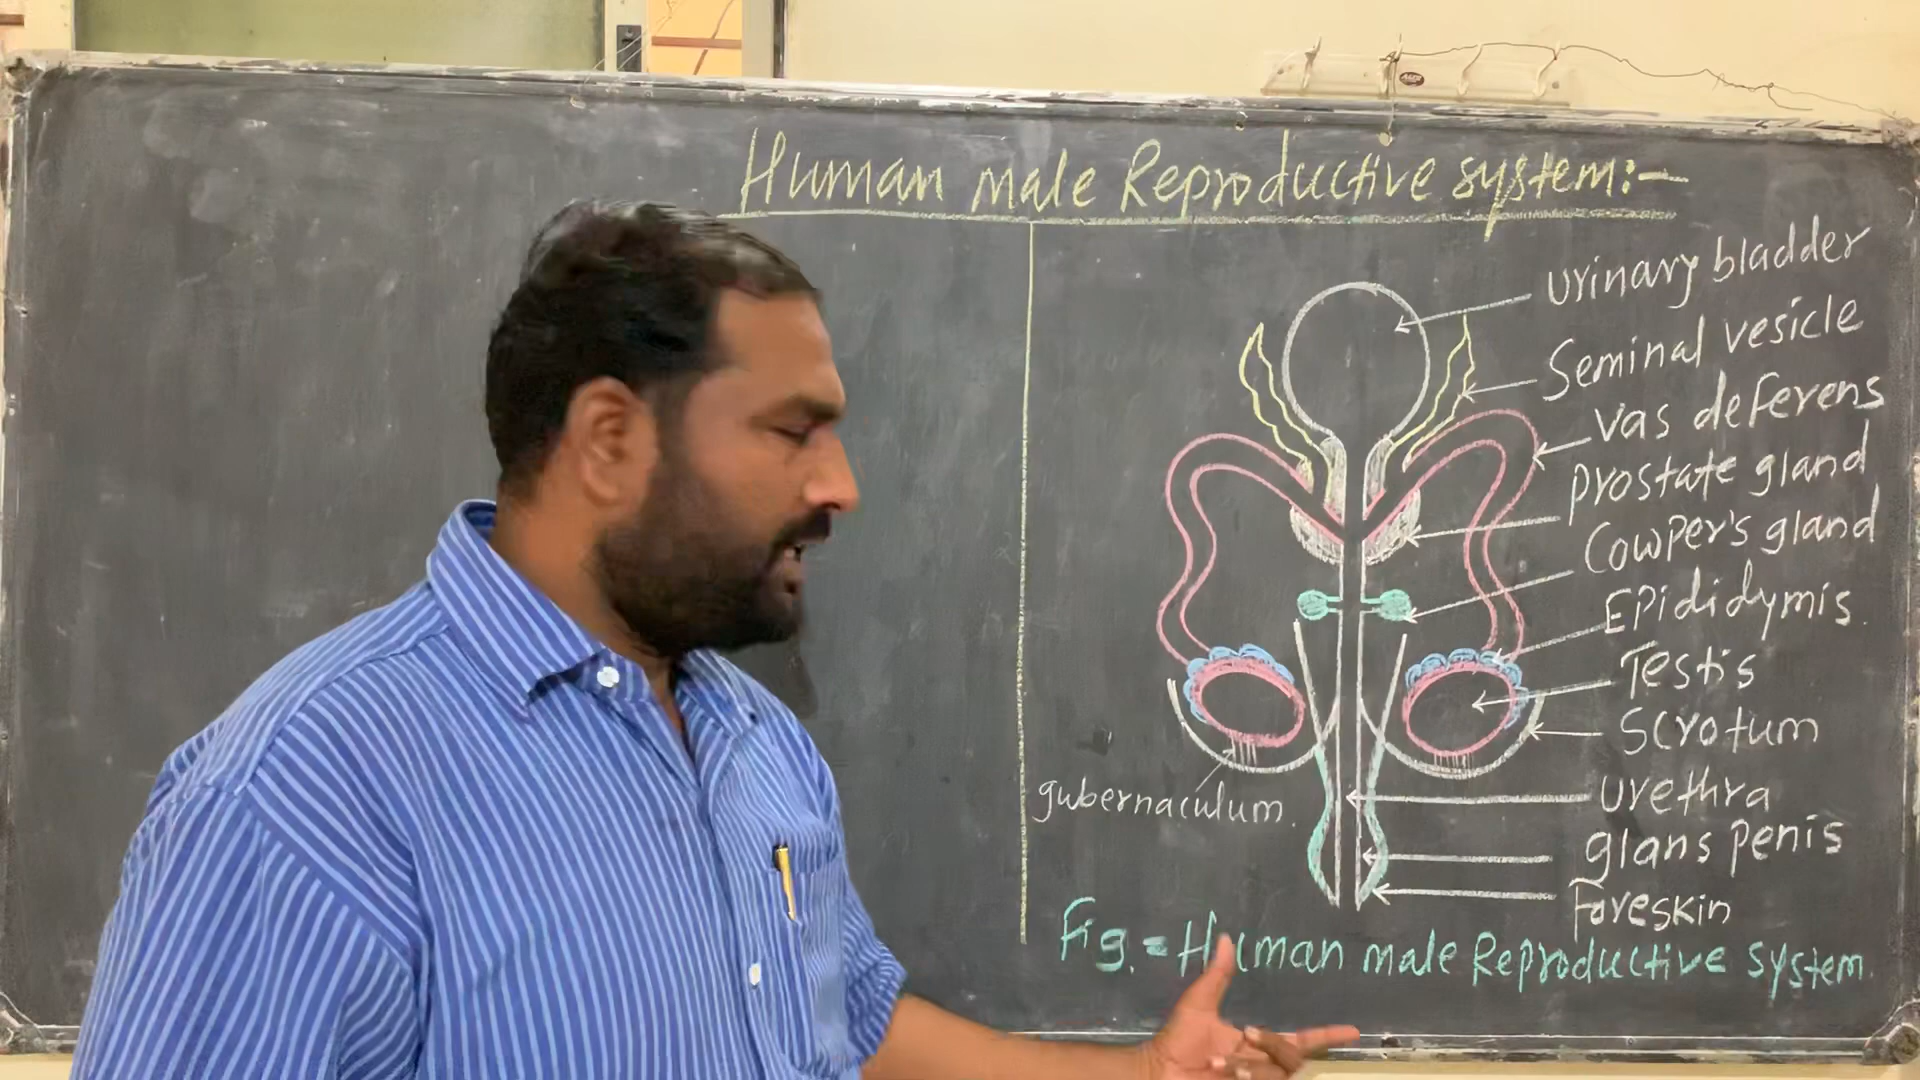 Human male Reproductive system:-
urinary bladder
Seminal vesicle
vas deferens
prostate gland
Cowper's gland
Epididymis.
Testis
Scrotum
gubernaculum.
urethra
glans penis
Foreskin
Fig. = Human male Reproductive system.